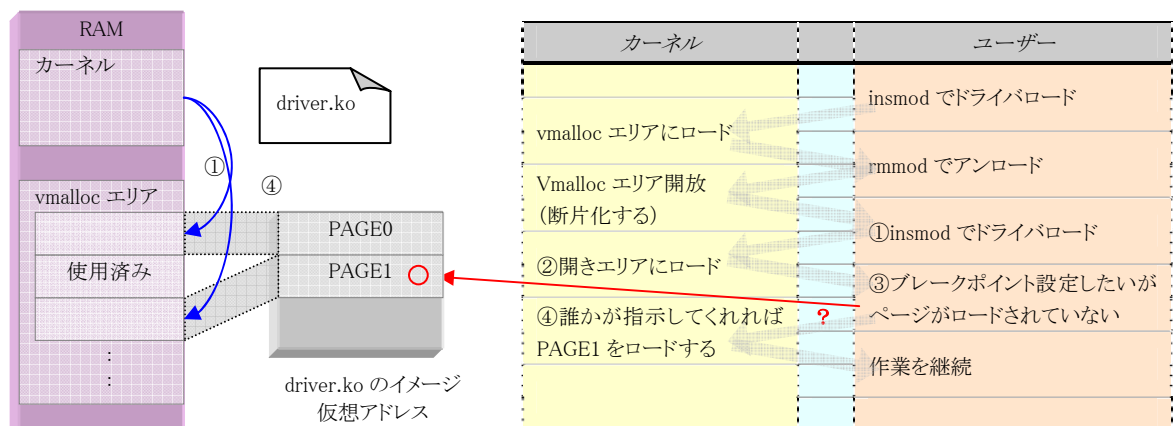 RAM
カーネル
driver.ko
①
④
vmalloc エリア
PAGE0
使用済み
PAGE1
:
:
driver.ko のイメージ
仮想アドレス
カーネル
ユーザー
insmod でドライバロード
vmalloc エリアにロード
rmmod でアンロード
Vmalloc エリア開放
(断片化する)
①insmod でドライバロード
②開きエリアにロード
③ブレークポイント設定したいが
ページがロードされていない
④誰かが指示してくれれば
PAGE1 をロードする
?
作業を継続